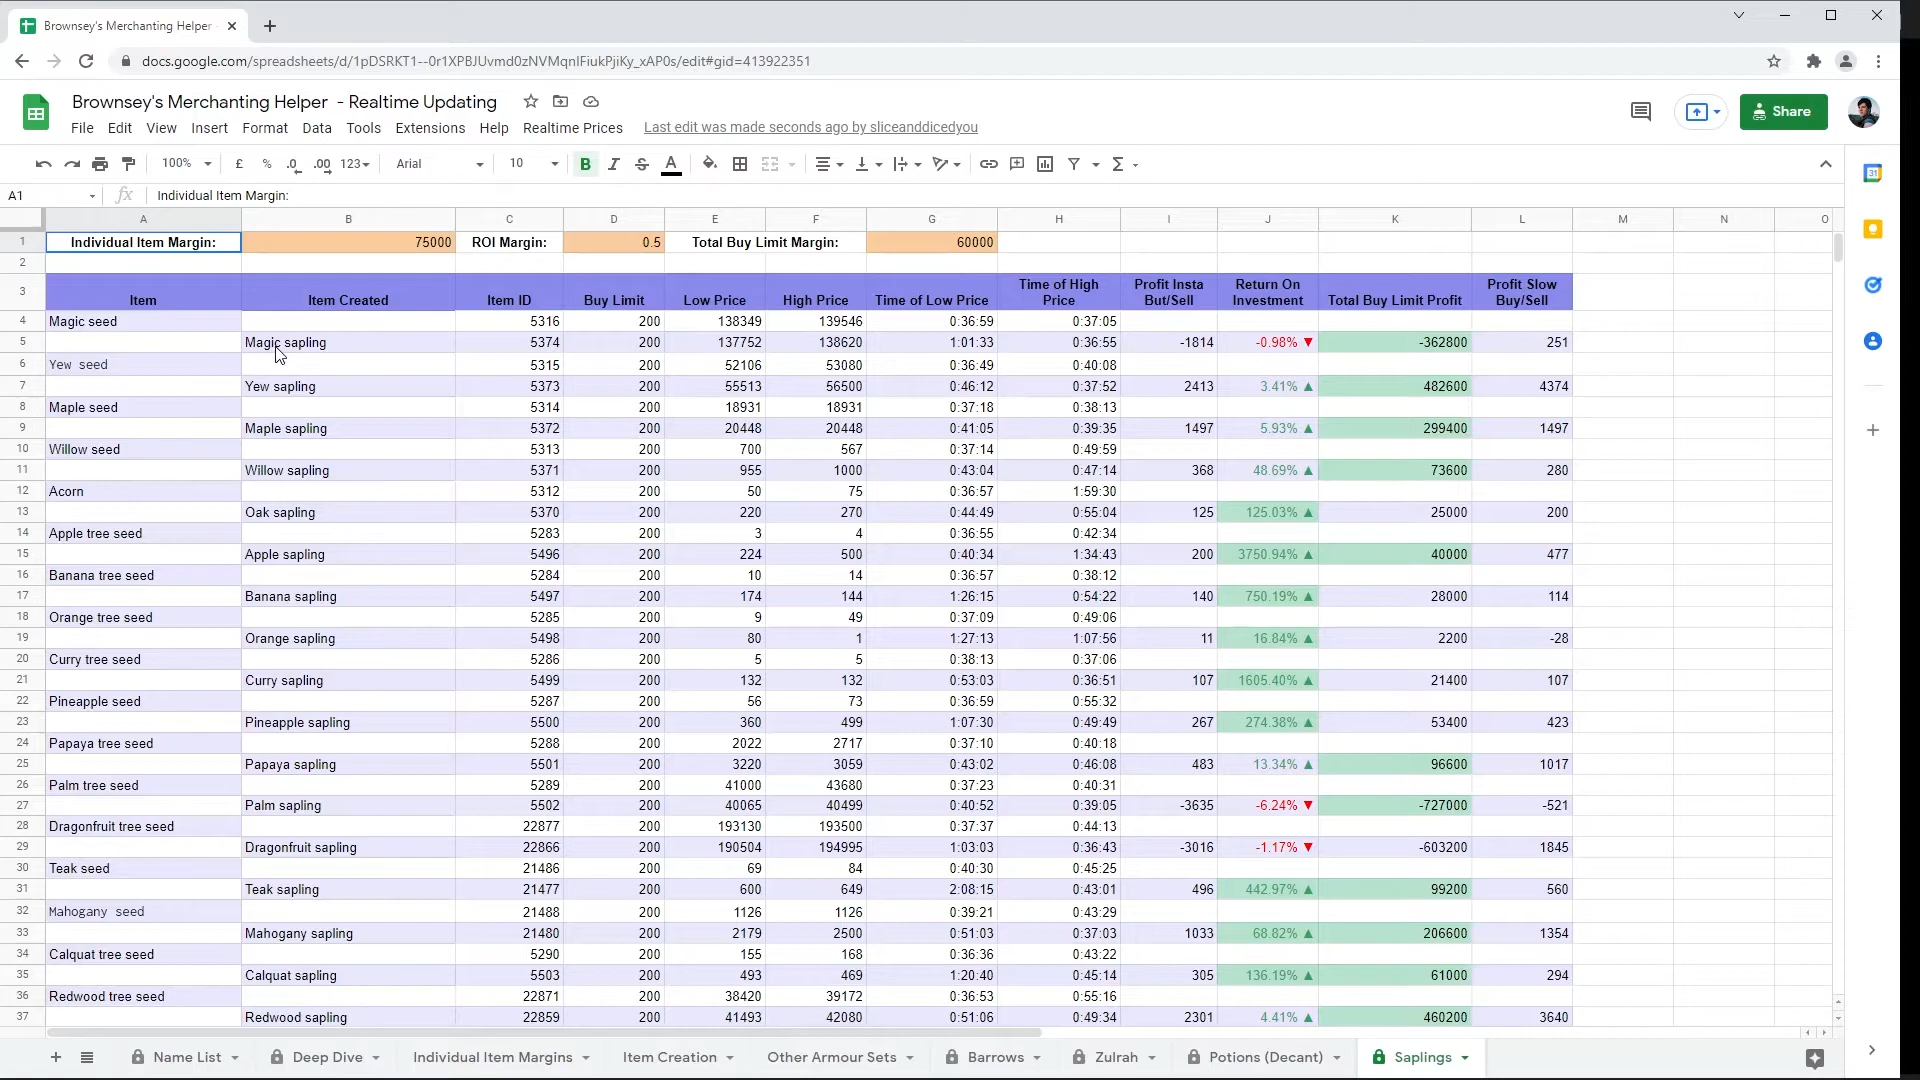 Brownsey's Merchanting Helper
docs.google.com/spreadsheets/d/1pDSRKT1--0r1XPBJUvmd0zNVMqnlFiukPjiKy_xAP0s/edit#gid=413922351
Brownsey's Merchanting Helper - Realtime Updating
File Edit View Insert Format Data Tools Extensions Help Realtime Prices Last edit was made seconds ago by sliceanddicedyou
Share
100% £ % .0 .00 123 Arial 10 B I S A Σ
31
A1 fx Individual Item Margin:
A B C D E F G H I J K L M N O
1 Individual Item Margin: 75000 ROI Margin: 0.5 Total Buy Limit Margin: 60000
2
3 Item Item Created Item ID Buy Limit Low Price High Price Time of Low Price Time of High Price Profit Insta But/Sell Return On Investment Total Buy Limit Profit Profit Slow Buy/Sell
4 Magic seed 5316 200 138349 139546 0:36:59 0:37:05
5 Magic sapling 5374 200 137752 138620 1:01:33 0:36:55 -1814 -0.98% ▼ -362800 251
6 Yew seed 5315 200 52106 53080 0:36:49 0:40:08
7 Yew sapling 5373 200 55513 56500 0:46:12 0:37:52 2413 3.41% ▲ 482600 4374
8 Maple seed 5314 200 18931 18931 0:37:18 0:38:13
9 Maple sapling 5372 200 20448 20448 0:41:05 0:39:35 1497 5.93% ▲ 299400 1497
10 Willow seed 5313 200 700 567 0:37:14 0:49:59
11 Willow sapling 5371 200 955 1000 0:43:04 0:47:14 368 48.69% ▲ 73600 280
12 Acorn 5312 200 50 75 0:36:57 1:59:30
13 Oak sapling 5370 200 220 270 0:44:49 0:55:04 125 125.03% ▲ 25000 200
14 Apple tree seed 5283 200 3 4 0:36:55 0:42:34
15 Apple sapling 5496 200 224 500 0:40:34 1:34:43 200 3750.94% ▲ 40000 477
16 Banana tree seed 5284 200 10 14 0:36:57 0:38:12
17 Banana sapling 5497 200 174 144 1:26:15 0:54:22 140 750.19% ▲ 28000 114
18 Orange tree seed 5285 200 9 49 0:37:09 0:49:06
19 Orange sapling 5498 200 80 1 1:27:13 1:07:56 11 16.84% ▲ 2200 -28
20 Curry tree seed 5286 200 5 5 0:38:13 0:37:06
21 Curry sapling 5499 200 132 132 0:53:03 0:36:51 107 1605.40% ▲ 21400 107
22 Pineapple seed 5287 200 56 73 0:36:59 0:55:32
23 Pineapple sapling 5500 200 360 499 1:07:30 0:49:49 267 274.38% ▲ 53400 423
24 Papaya tree seed 5288 200 2022 2717 0:37:10 0:40:18
25 Papaya sapling 5501 200 3220 3059 0:43:02 0:46:08 483 13.34% ▲ 96600 1017
26 Palm tree seed 5289 200 41000 43680 0:37:23 0:40:31
27 Palm sapling 5502 200 40065 40499 0:40:52 0:39:05 -3635 -6.24% ▼ -727000 -521
28 Dragonfruit tree seed 22877 200 193130 193500 0:37:37 0:44:13
29 Dragonfruit sapling 22866 200 190504 194995 1:03:03 0:36:43 -3016 -1.17% ▼ -603200 1845
30 Teak seed 21486 200 69 84 0:40:30 0:45:25
31 Teak sapling 21477 200 600 649 2:08:15 0:43:01 496 442.97% ▲ 99200 560
32 Mahogany seed 21488 200 1126 1126 0:39:21 0:43:29
33 Mahogany sapling 21480 200 2179 2500 0:51:03 0:37:03 1033 68.82% ▲ 206600 1354
34 Calquat tree seed 5290 200 155 168 0:36:36 0:43:22
35 Calquat sapling 5503 200 493 469 1:20:40 0:45:14 305 136.19% ▲ 61000 294
36 Redwood tree seed 22871 200 38420 39172 0:36:53 0:55:16
37 Redwood sapling 22859 200 41493 42080 0:51:06 0:49:34 2301 4.41% ▲ 460200 3640
Name List Deep Dive Individual Item Margins Item Creation Other Armour Sets Barrows Zulrah Potions (Decant) Saplings